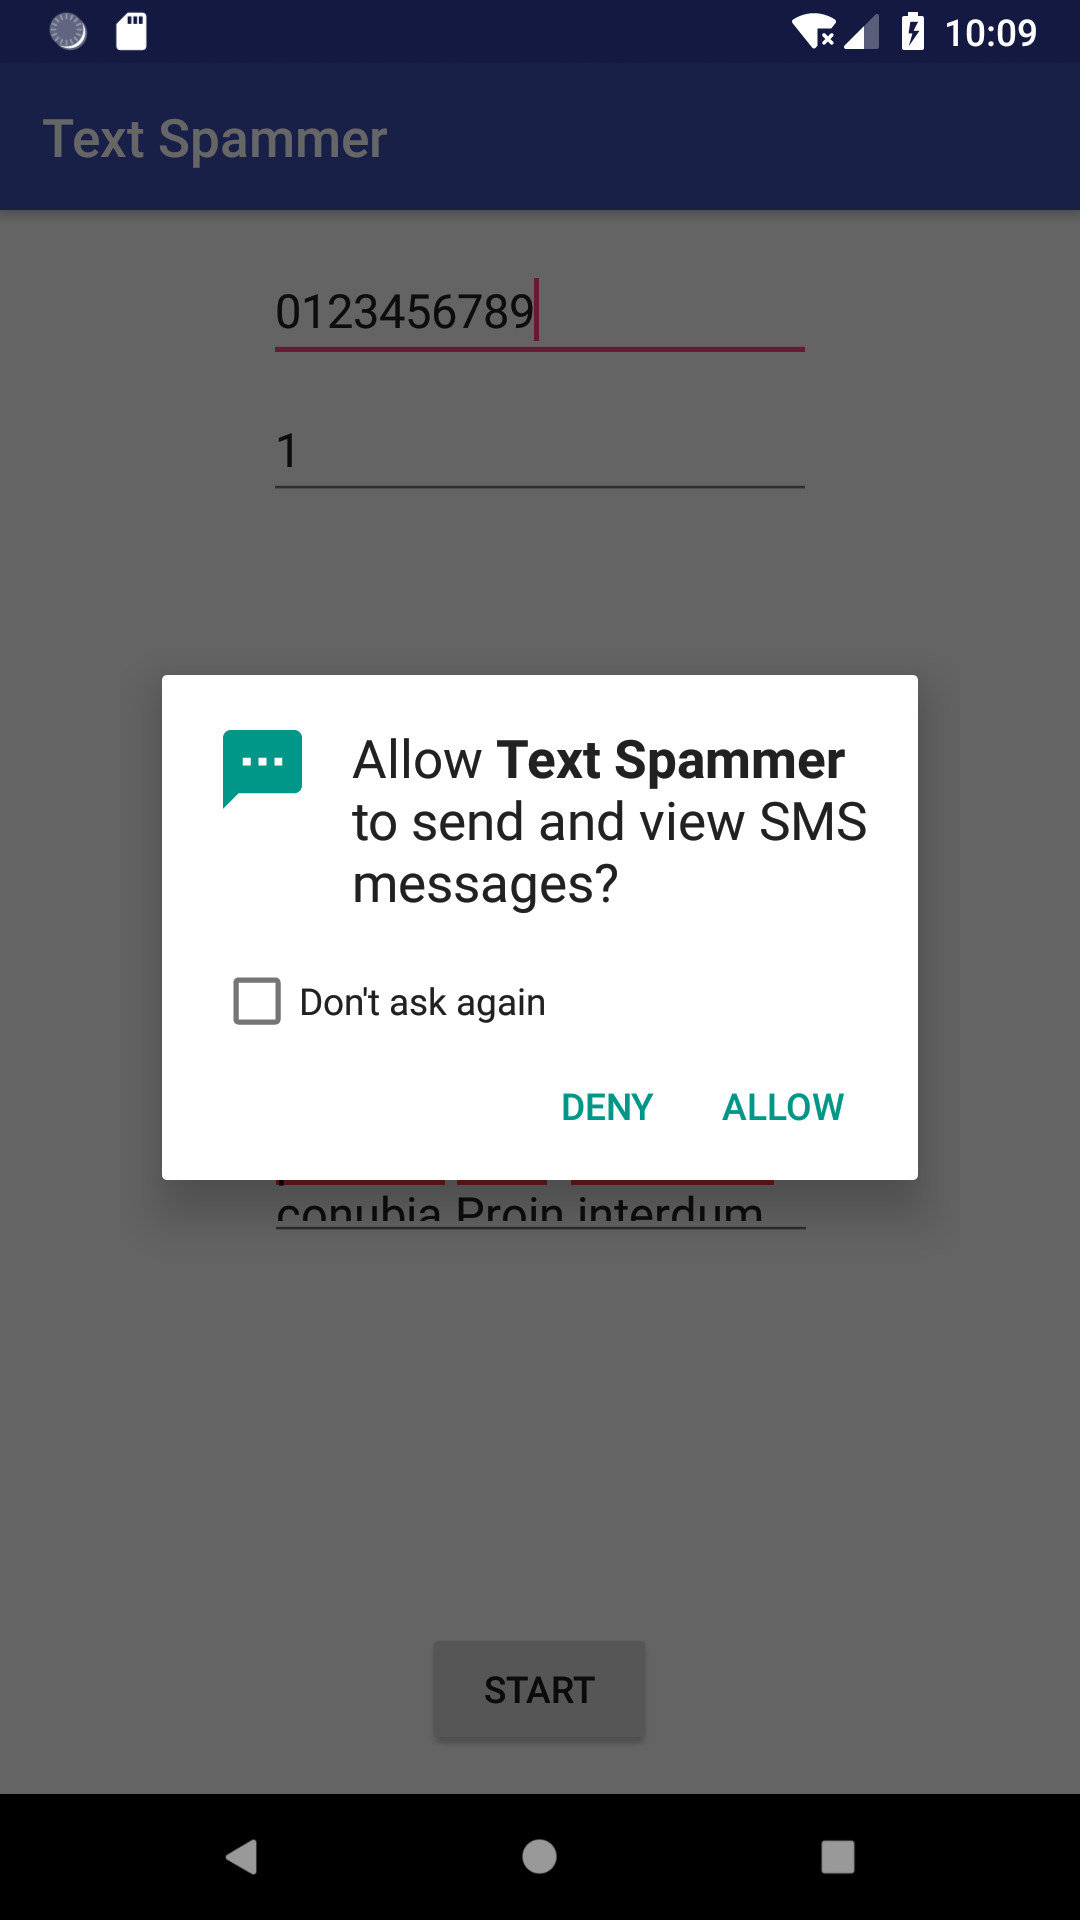 10:09
Text Spammer
0123456789
1
Allow Text Spammer
to send and view SMS
messages?
Don't ask again
DENY ALLOW
conubia Proin interdum
START